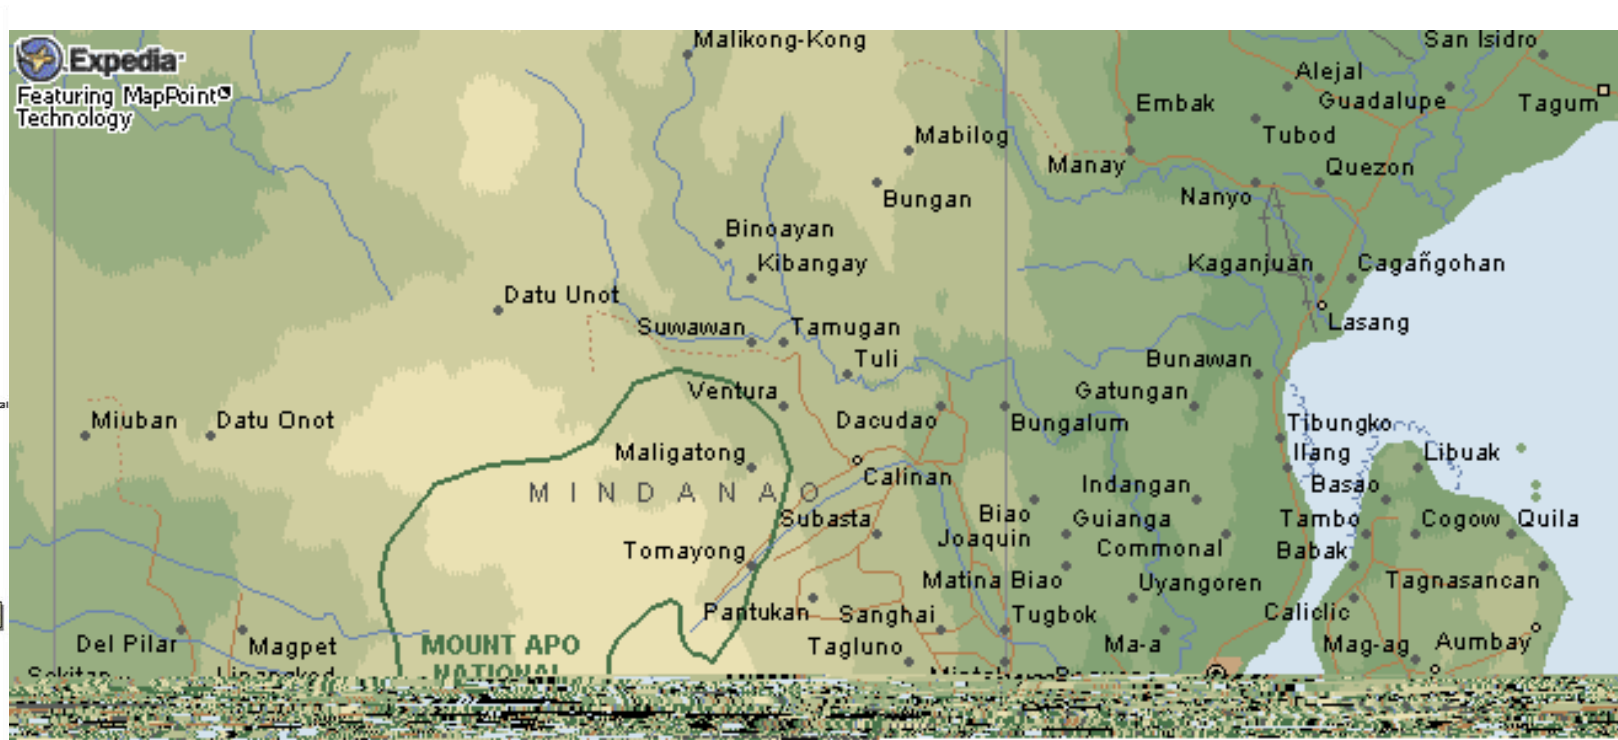 Malikong-Kong
San Isidro
Expedia
Alejal
Featuring MapPoint
Technology
Guadalupe
Tagum
Embak
Mabilog
Tubod
Manay
Quezon
Nanyo
Bungan
Binoayan
Kibangay
Kaganjuan
Cagañgohan
Datu Unot
Lasang
Suwawan
Tamugan
Tuli
Bunawan
Ventura
Gatungan
Miuban
Datu Onot
Dacudao
Bungalum
Tibungko
Maligatong
Ilang
Libuak
Calinan
MINDANAO
Indangan
Basao
Subasta
Biao
Joaquin
Guianga
Tambo
Cogow
Quila
Tomayong
Commonal
Babak
Matina Biao
Uyangoren
Tagnasancan
Pantukan
Sanghai
Tugbok
Caliclic
Del Pilar
Magpet
MOUNT APO
NATIONAL
Tagluno
Ma-a
Mag-ag
Aumbay